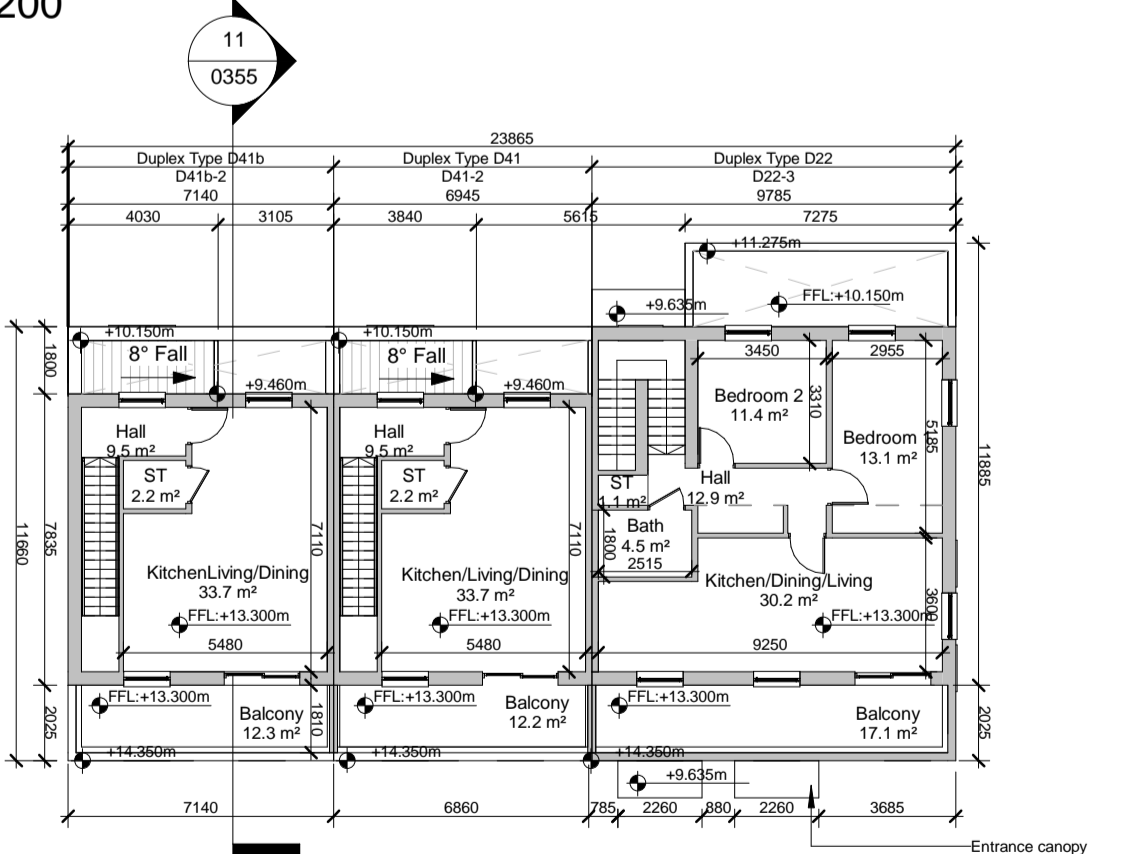 200
11
0355
23865
Duplex Type D41b
Duplex Type D41
Duplex Type D22
D41b-2
D41-2
D22-3
7140
6945
9785
4030
3105
3840
5615
7275
+11.275m
FFL:+10.150m
+9.635m
+10.150m
+10.150m
8° Fall
8° Fall
+9.460m
+9.460m
1800
3450
2955
Bedroom 2
11.4 m²
3310
Bedroom
13.1 m²
5185
11885
Hall
9.5 m²
Hall
9.5 m²
ST
2.2 m²
ST
2.2 m²
ST
1.1 m²
Hall
12.9 m²
Bath
4.5 m²
1800
2515
11660
7835
7110
7110
KitchenLiving/Dining
33.7 m²
Kitchen/Living/Dining
33.7 m²
Kitchen/Dining/Living
30.2 m²
3600
FFL:+13.300m
FFL:+13.300m
FFL:+13.300m
5480
5480
9250
FFL:+13.300m
FFL:+13.300m
FFL:+13.300m
2025
Balcony
12.3 m²
1810
Balcony
12.2 m²
Balcony
17.1 m²
2025
+14.350m
+14.350m
+14.350m
+9.635m
7140
6860
785
2260
880
2260
3685
Entrance canopy